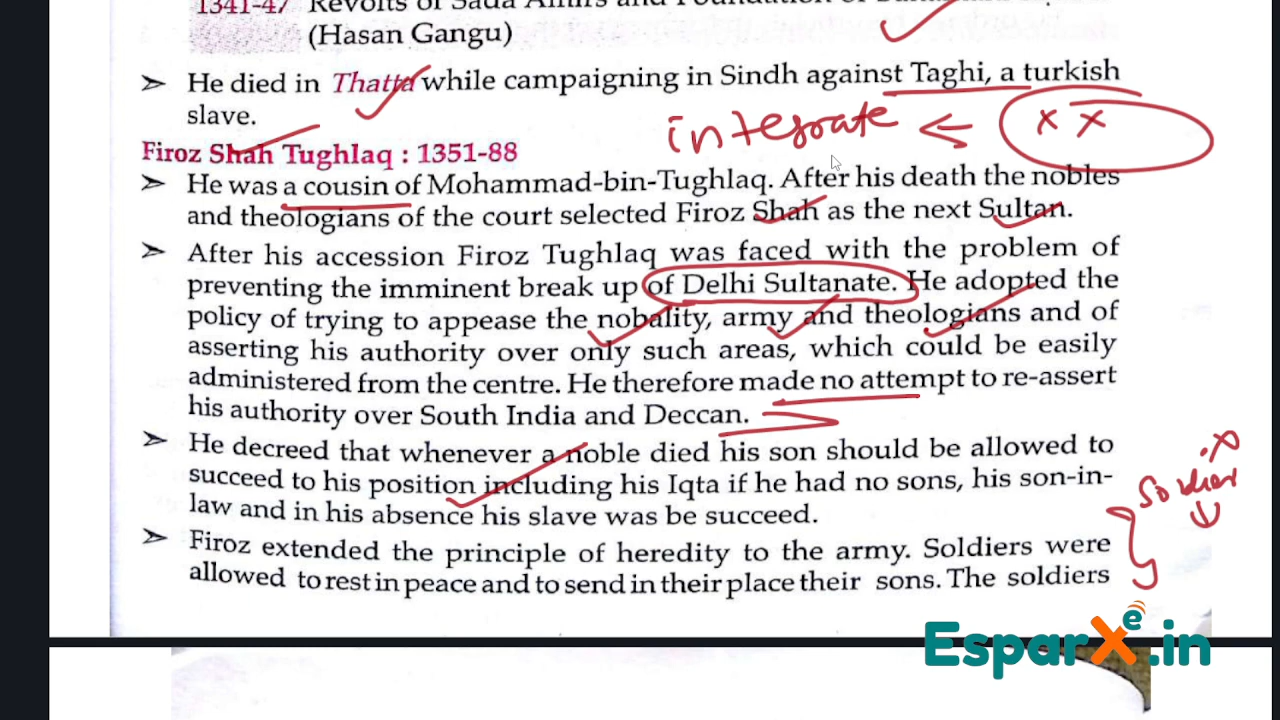 1341-47 Revolts of Sada Amirs and Foundation of
(Hasan Gangu)
➢ He died in Thatta while campaigning in Sindh against Taghi, a turkish
slave.
integrate ← x x
Firoz Shah Tughlaq : 1351-88
➢ He was a cousin of Mohammad-bin-Tughlaq. After his death the nobles
and theologians of the court selected Firoz Shah as the next Sultan.
➢ After his accession Firoz Tughlaq was faced with the problem of
preventing the imminent break up of Delhi Sultanate. He adopted the
policy of trying to appease the nobality, army and theologians and of
asserting his authority over only such areas, which could be easily
administered from the centre. He therefore made no attempt to re-assert
his authority over South India and Deccan.
➢ He decreed that whenever a noble died his son should be allowed to
succeed to his position including his Iqta if he had no sons, his son-in-
law and in his absence his slave was be succeed.
x
Soldier
↓
➢ Firoz extended the principle of heredity to the army. Soldiers were
allowed to rest in peace and to send in their place their sons. The soldiers
EsparXe.in